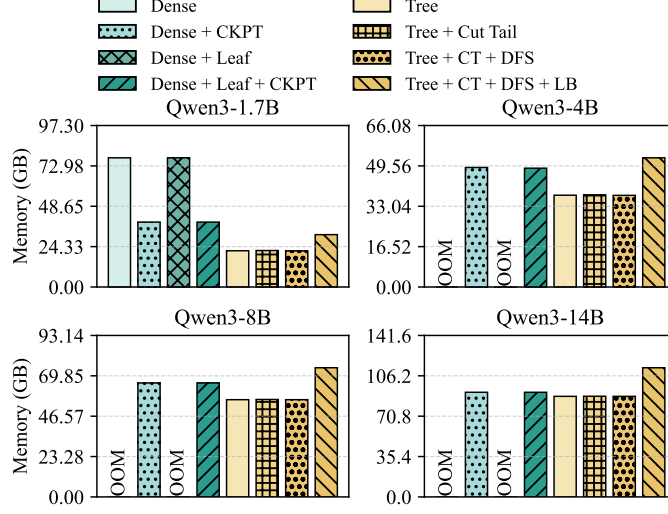 Dense
Tree
Dense + CKPT
Tree + Cut Tail
Dense + Leaf
Tree + CT + DFS
Dense + Leaf + CKPT
Tree + CT + DFS + LB
Qwen3-1.7B
Qwen3-4B
97.30
72.98
48.65
24.33
0.00
Memory (GB)
66.08
49.56
33.04
16.52
0.00
OOM
OOM
Qwen3-8B
Qwen3-14B
93.14
69.85
46.57
23.28
0.00
Memory (GB)
OOM
OOM
141.6
106.2
70.8
35.4
0.0
OOM
OOM